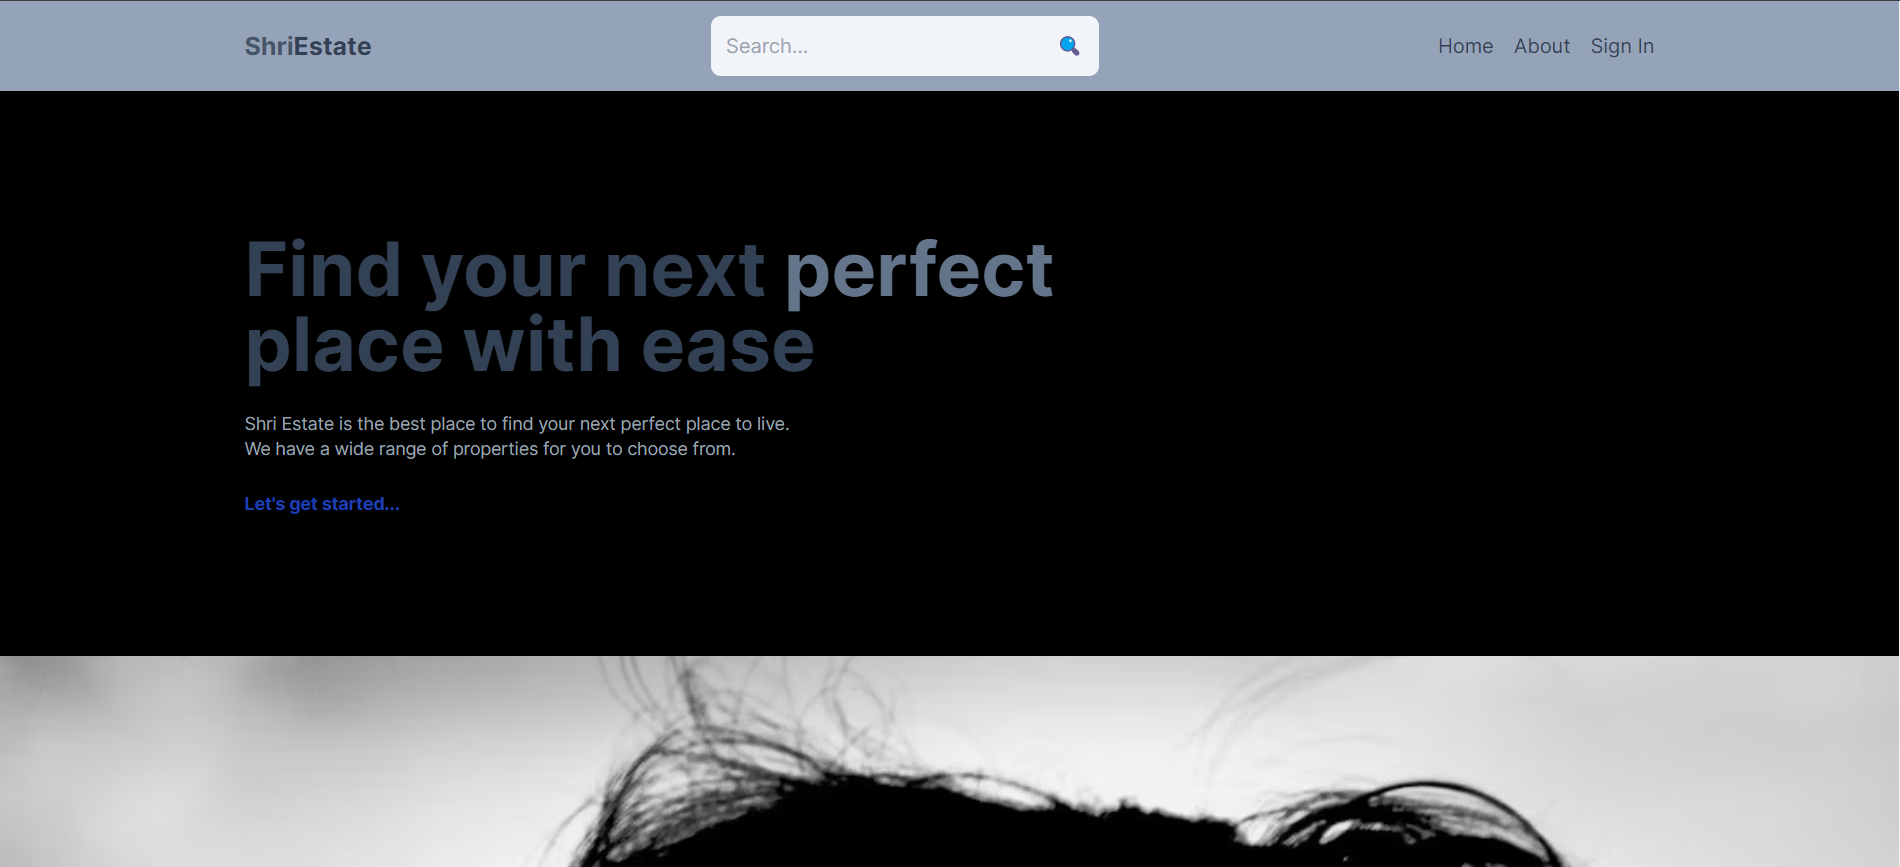 ShriEstate
Search...
Home About Sign In
Find your next perfect
place with ease
Shri Estate is the best place to find your next perfect place to live.
We have a wide range of properties for you to choose from.
Let's get started...